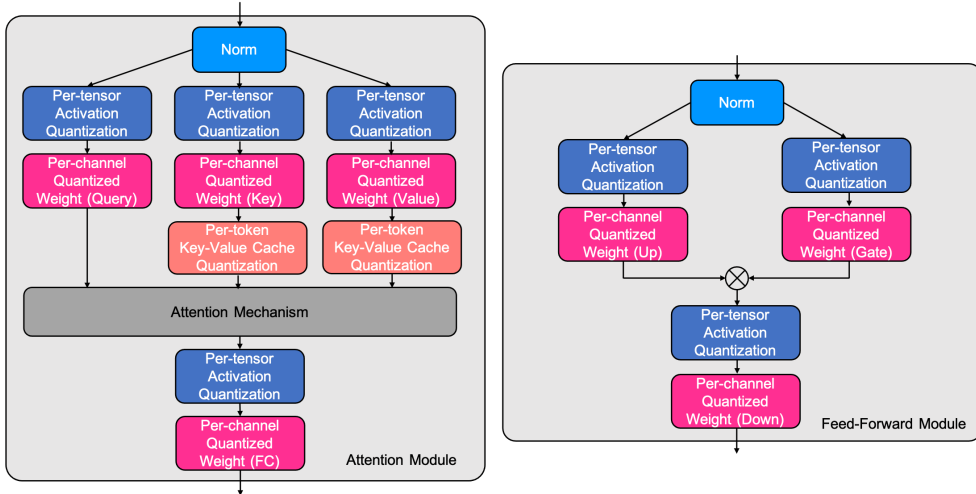 Norm
Per-tensor
Activation
Quantization
Per-tensor
Activation
Quantization
Per-tensor
Activation
Quantization
Per-channel
Quantized
Weight (Query)
Per-channel
Quantized
Weight (Key)
Per-channel
Quantized
Weight (Value)
Per-token
Key-Value Cache
Quantization
Per-token
Key-Value Cache
Quantization
Attention Mechanism
Per-tensor
Activation
Quantization
Per-channel
Quantized
Weight (FC)
Attention Module
Norm
Per-tensor
Activation
Quantization
Per-tensor
Activation
Quantization
Per-channel
Quantized
Weight (Up)
Per-channel
Quantized
Weight (Gate)
Per-tensor
Activation
Quantization
Per-channel
Quantized
Weight (Down)
Feed-Forward Module